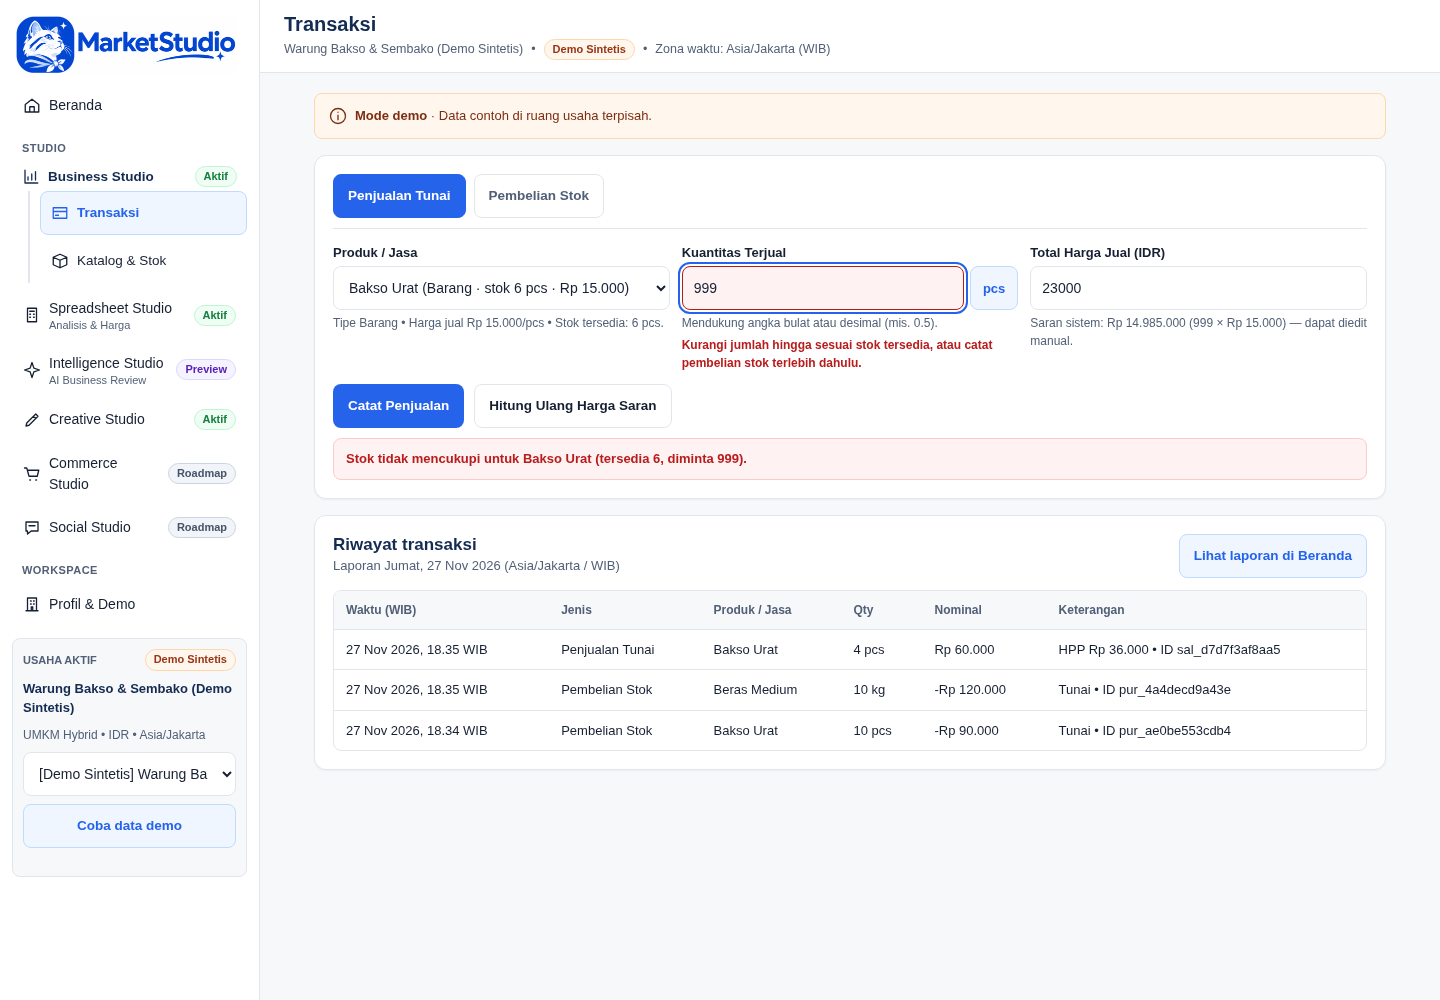 MarketStudio
Beranda
STUDIO
Business Studio Aktif
Transaksi
Katalog & Stok
Spreadsheet Studio
Analisis & Harga
Aktif
Intelligence Studio
AI Business Review
Preview
Creative Studio Aktif
Commerce
Studio
Roadmap
Social Studio Roadmap
WORKSPACE
Profil & Demo
USAHA AKTIF Demo Sintetis
Warung Bakso & Sembako (Demo
Sintetis)
UMKM Hybrid • IDR • Asia/Jakarta
[Demo Sintetis] Warung Ba
Coba data demo
Transaksi
Warung Bakso & Sembako (Demo Sintetis) • Demo Sintetis • Zona waktu: Asia/Jakarta (WIB)
Mode demo · Data contoh di ruang usaha terpisah.
Penjualan Tunai Pembelian Stok
Produk / Jasa
Bakso Urat (Barang · stok 6 pcs · Rp 15.000)
Tipe Barang • Harga jual Rp 15.000/pcs • Stok tersedia: 6 pcs.
Kuantitas Terjual
999 pcs
Mendukung angka bulat atau desimal (mis. 0.5).
Kurangi jumlah hingga sesuai stok tersedia, atau catat
pembelian stok terlebih dahulu.
Total Harga Jual (IDR)
23000
Saran sistem: Rp 14.985.000 (999 × Rp 15.000) — dapat diedit
manual.
Catat Penjualan Hitung Ulang Harga Saran
Stok tidak mencukupi untuk Bakso Urat (tersedia 6, diminta 999).
Riwayat transaksi
Laporan Jumat, 27 Nov 2026 (Asia/Jakarta / WIB)
Lihat laporan di Beranda
Waktu (WIB) Jenis Produk / Jasa Qty Nominal Keterangan
27 Nov 2026, 18.35 WIB Penjualan Tunai Bakso Urat 4 pcs Rp 60.000 HPP Rp 36.000 • ID sal_d7d7f3af8aa5
27 Nov 2026, 18.35 WIB Pembelian Stok Beras Medium 10 kg -Rp 120.000 Tunai • ID pur_4a4decd9a43e
27 Nov 2026, 18.34 WIB Pembelian Stok Bakso Urat 10 pcs -Rp 90.000 Tunai • ID pur_ae0be553cdb4